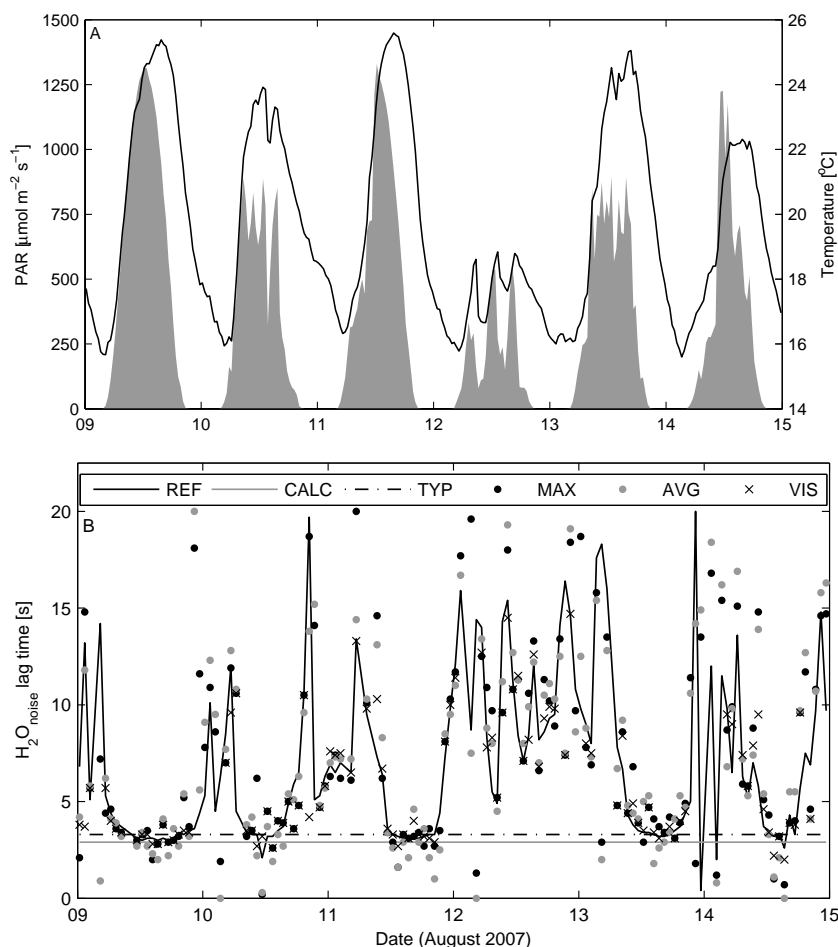 A
1500
1250
1000
750
500
250
0
PAR [μmol m−2 s−1]
26
24
22
20
18
16
14
Temperature [oC]
09
10
11
12
13
14
15
REF
CALC
TYP
MAX
AVG
VIS
B
20
15
10
5
0
H2Onoise lag time [s]
09
10
11
12
13
14
15
Date (August 2007)